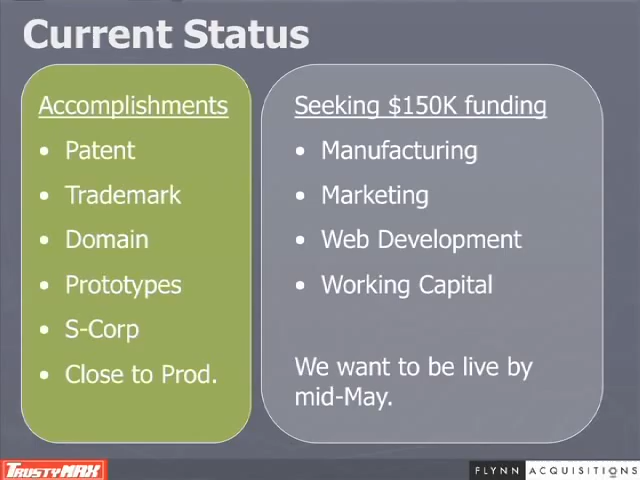 Current Status
Accomplishments
• Patent
• Trademark
• Domain
• Prototypes
• S-Corp
• Close to Prod.
Seeking $150K funding
• Manufacturing
• Marketing
• Web Development
• Working Capital
We want to be live by
mid-May.
TRUSTYMAX
FLYNN ACQUISITIONS